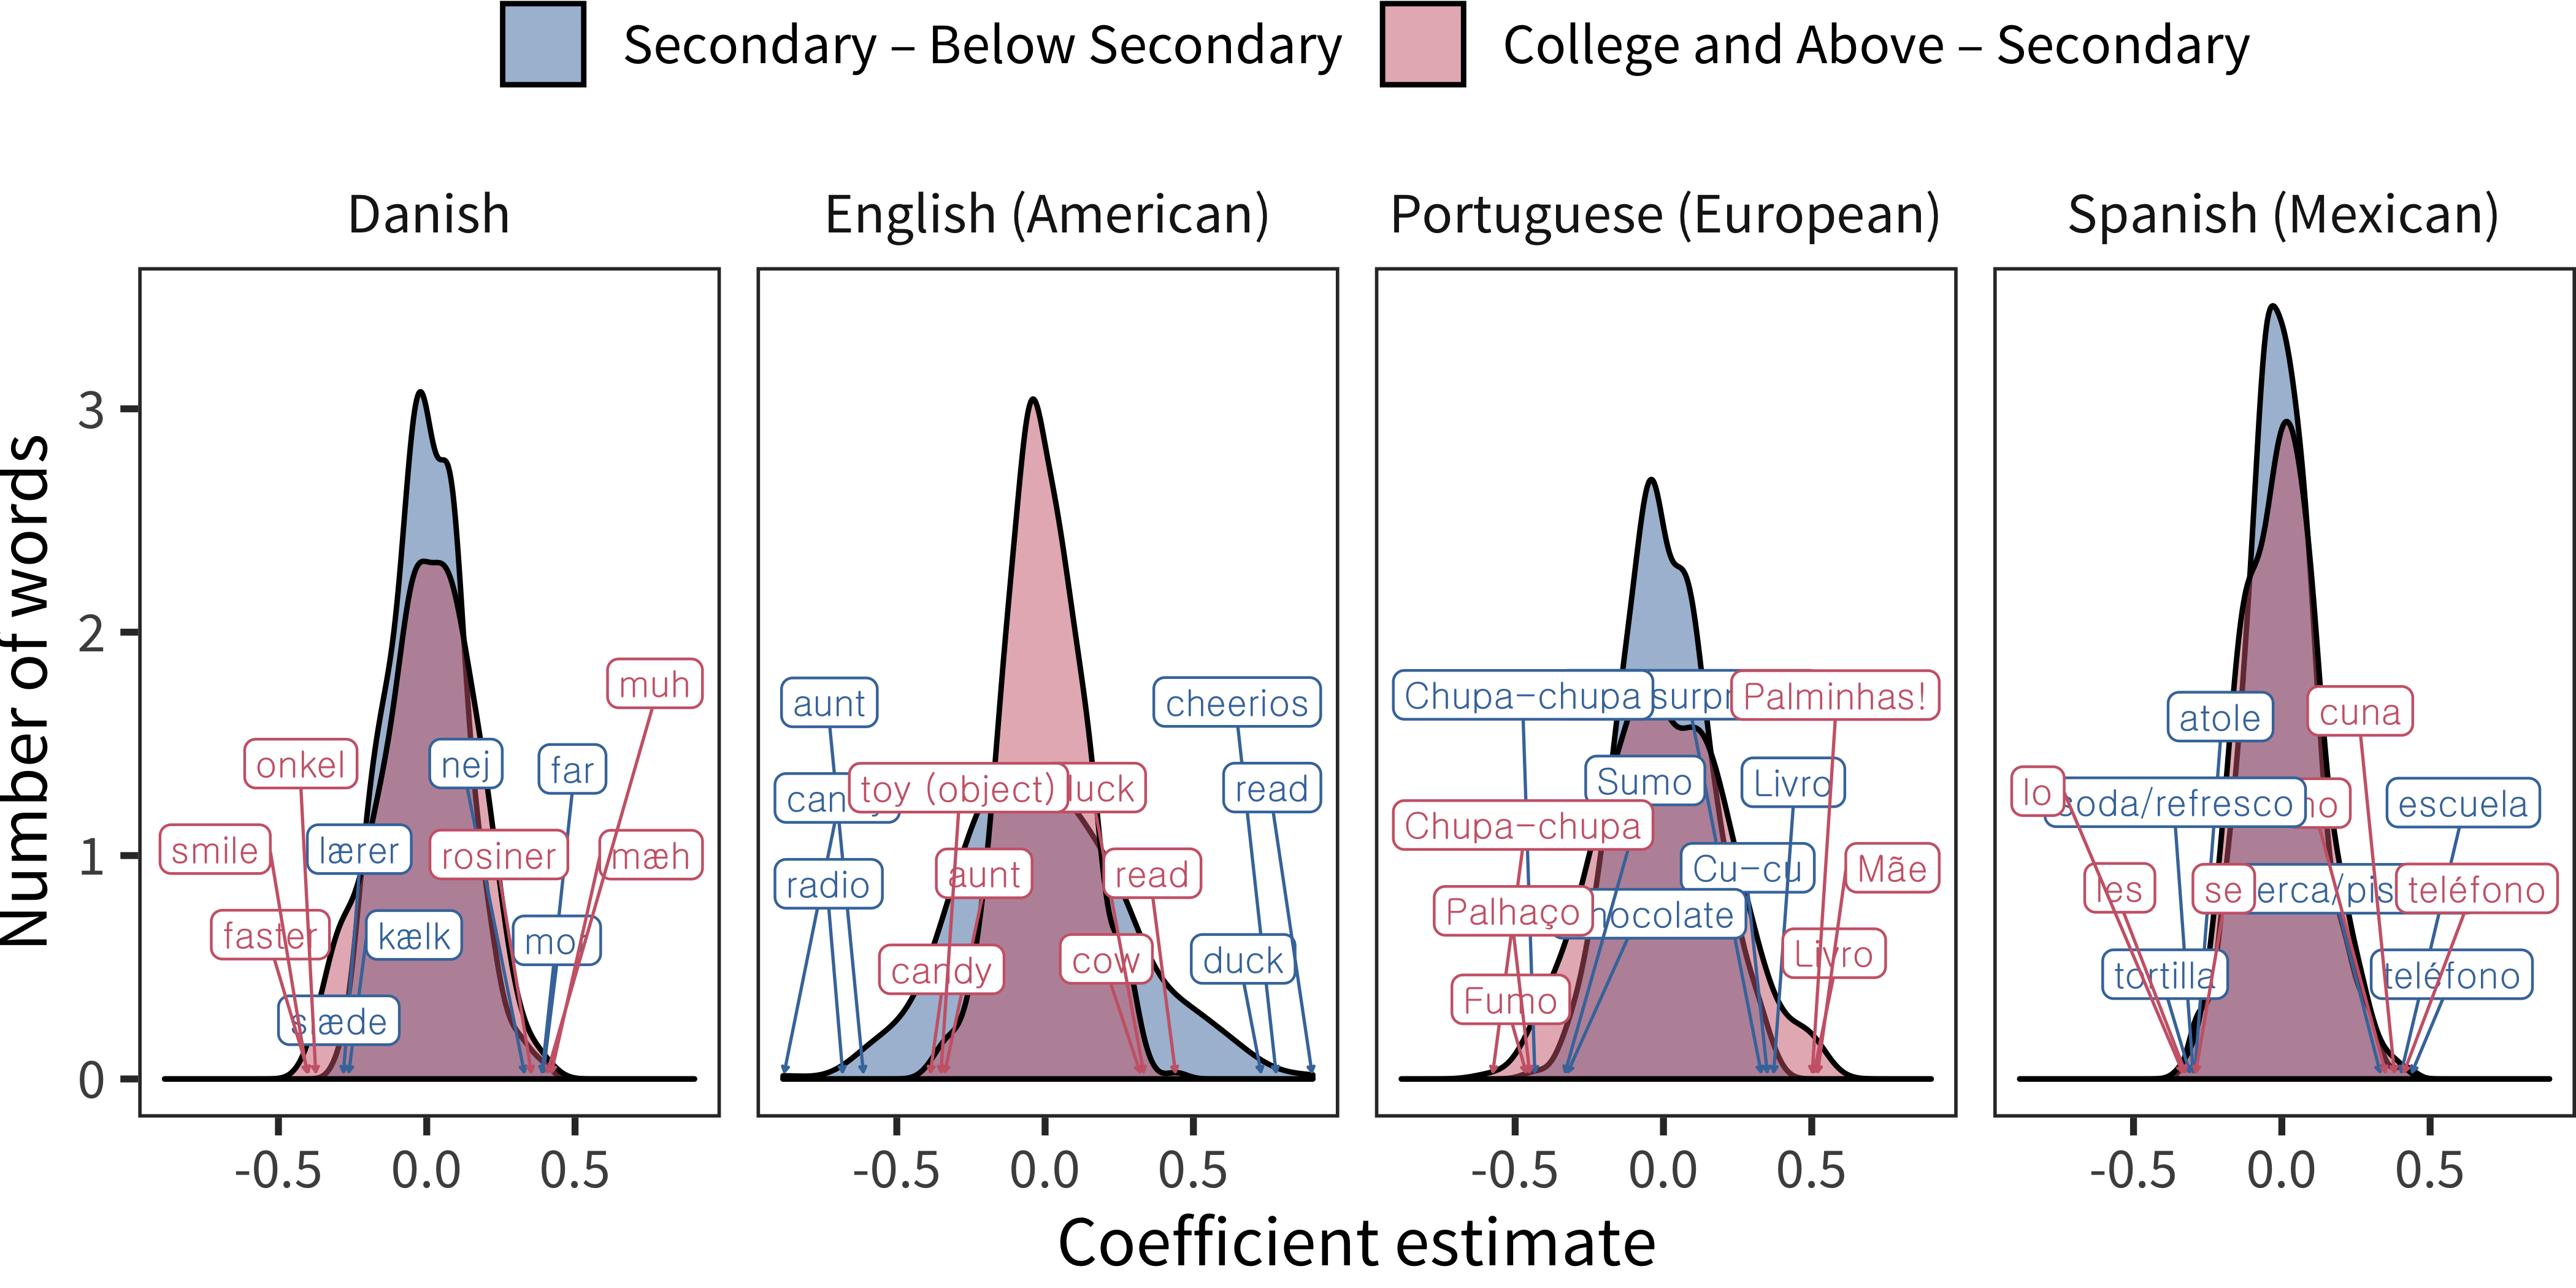 Secondary – Below Secondary
College and Above – Secondary
Danish
English (American)
Portuguese (European)
Spanish (Mexican)
Number of words
3
2
1
0
muh
onkel
nej
far
smile
lærer
rosiner
mæh
faster
kælk
aunt
cheerios
toy (object)
read
radio
aunt
read
candy
cow
duck
Chupa-chupa
Palminhas!
Sumo
Livro
Chupa-chupa
Cu-cu
Mãe
Palhaço
Livro
Fumo
atole
cuna
lo
soda/refresco
escuela
les
se
teléfono
tortilla
teléfono
-0.5 0.0 0.5
-0.5 0.0 0.5
-0.5 0.0 0.5
-0.5 0.0 0.5
Coefficient estimate